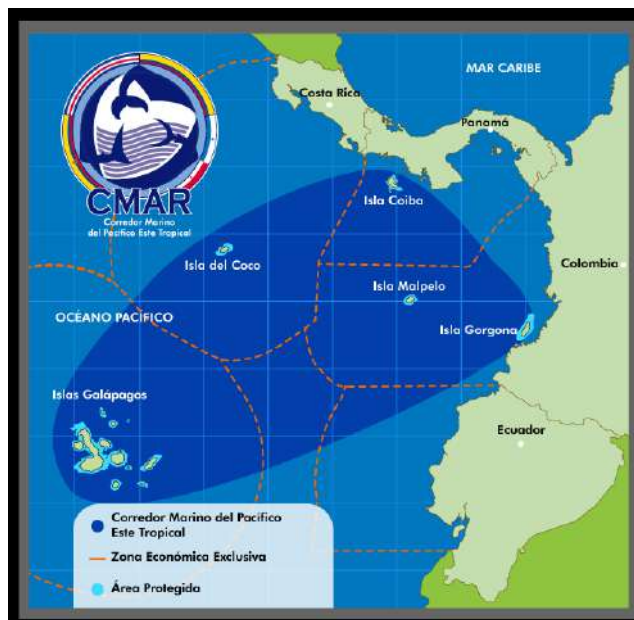 MAR CARIBE
Costa Rica
Panamá
CMAR
Corredor Marino
del Pacífico Este Tropical
Isla Coiba
Isla del Coco
Colombia
Isla Malpelo
OCÉANO PACÍFICO
Isla Gorgona
Islas Galápagos
Ecuador
Corredor Marino del Pacífico
Este Tropical
Zona Económica Exclusiva
Área Protegida